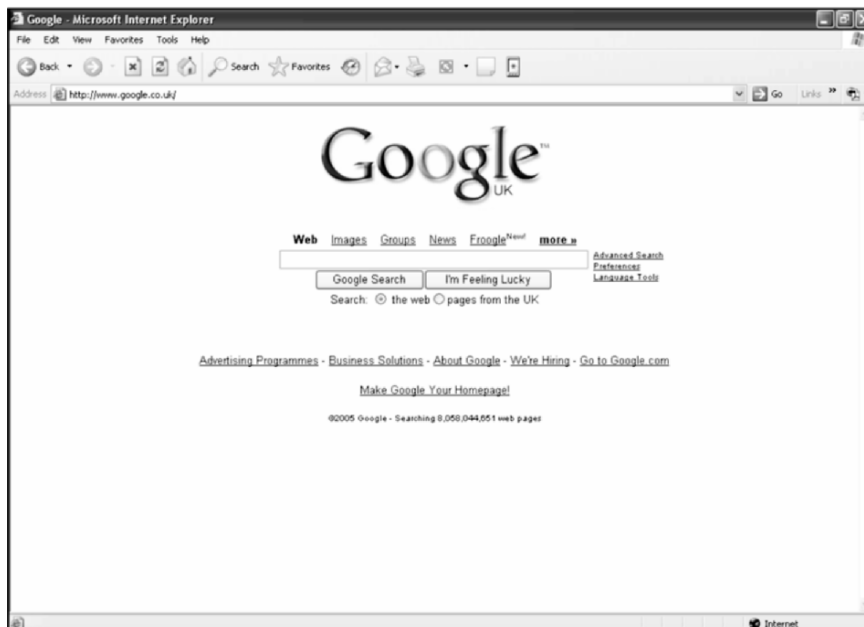 Google - Microsoft Internet Explorer
File Edit View Favorites Tools Help
Back Search Favorites
Address http://www.google.co.uk/ Go Links »
Google™
UK
Web Images Groups News Froogle New! more »
Advanced Search
Preferences
Language Tools
Google Search I'm Feeling Lucky
Search: the web pages from the UK
Advertising Programmes - Business Solutions - About Google - We're Hiring - Go to Google.com
Make Google Your Homepage!
©2005 Google - Searching 8,058,044,651 web pages
Internet